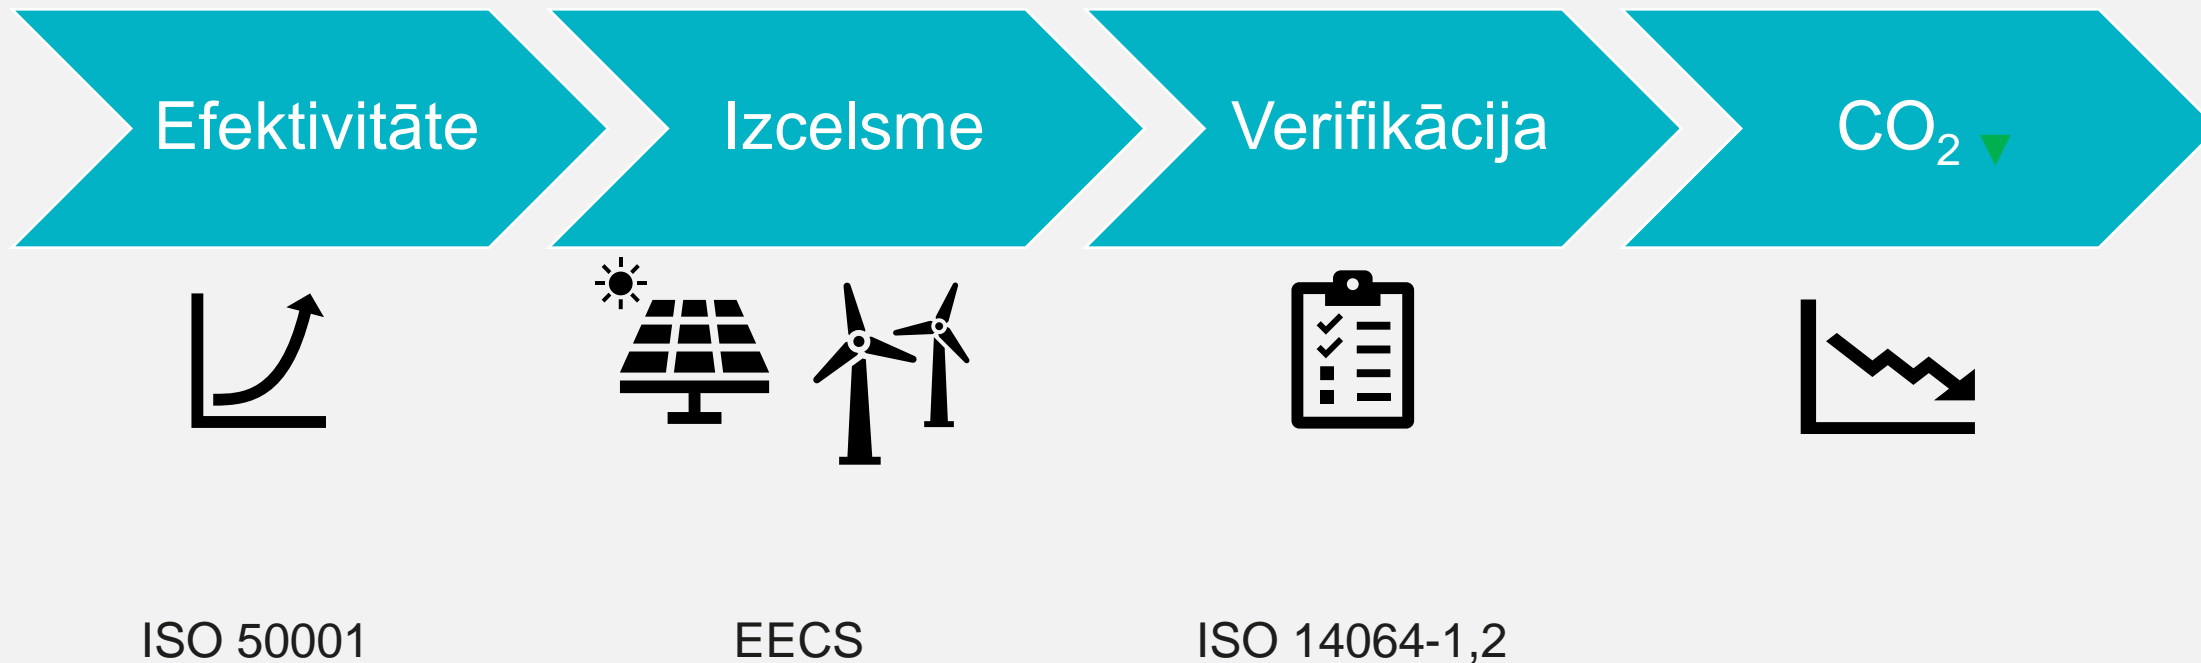 Efektivitāte
Izcelsme
Verifikācija
CO₂ ▼
ISO 50001
EECS
ISO 14064-1,2